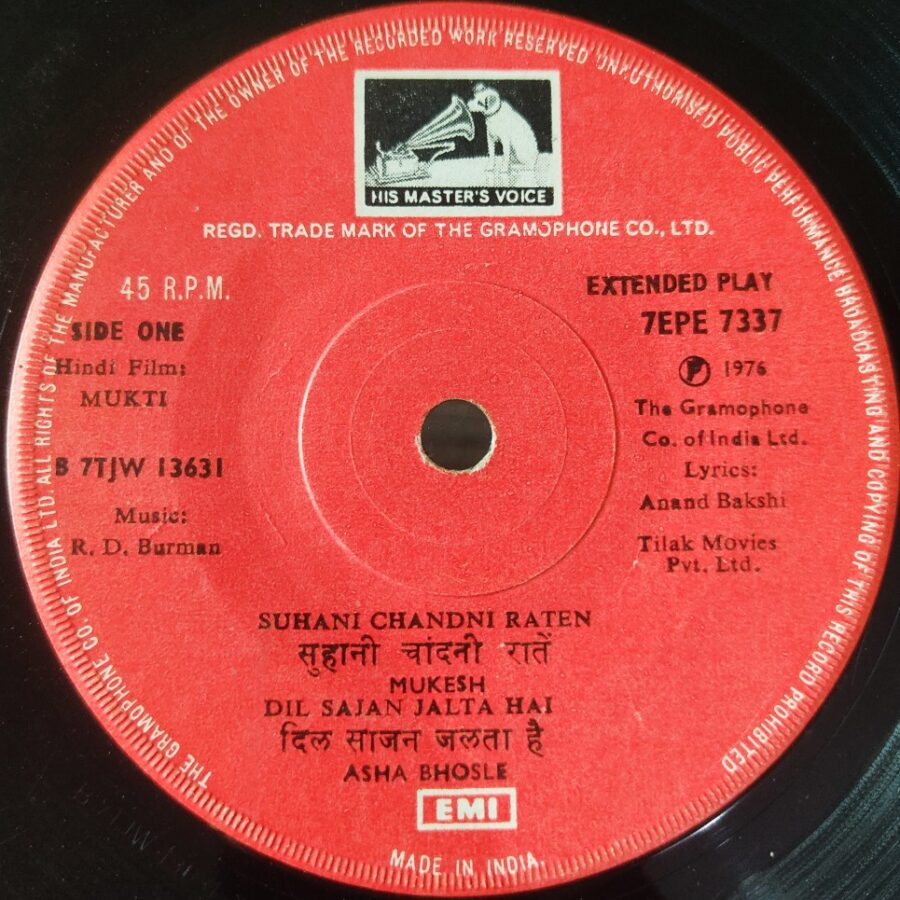 THE GRAMOPHONE CO. OF INDIA LTD. ALL RIGHTS OF THE MANUFACTURER AND OF THE OWNER OF THE RECORDED WORK RESERVED UNAUTHORISED PUBLIC PERFORMANCE BROADCASTING AND COPYING OF THIS RECORD PROHIBITED
HIS MASTER'S VOICE
REGD. TRADE MARK OF THE GRAMOPHONE CO., LTD.
45 R.P.M.
SIDE ONE
Hindi Film:
MUKTI
B 7TJW 13631
Music:
R. D. Burman
EXTENDED PLAY
7EPE 7337
Ⓟ 1976
The Gramophone
Co. of India Ltd.
Lyrics:
Anand Bakshi
Tilak Movies
Pvt. Ltd.
SUHANI CHANDNI RATEN
सुहानी चांदनी रातें
MUKESH
DIL SAJAN JALTA HAI
दिल साजन जलता है
ASHA BHOSLE
EMI
MADE IN INDIA.